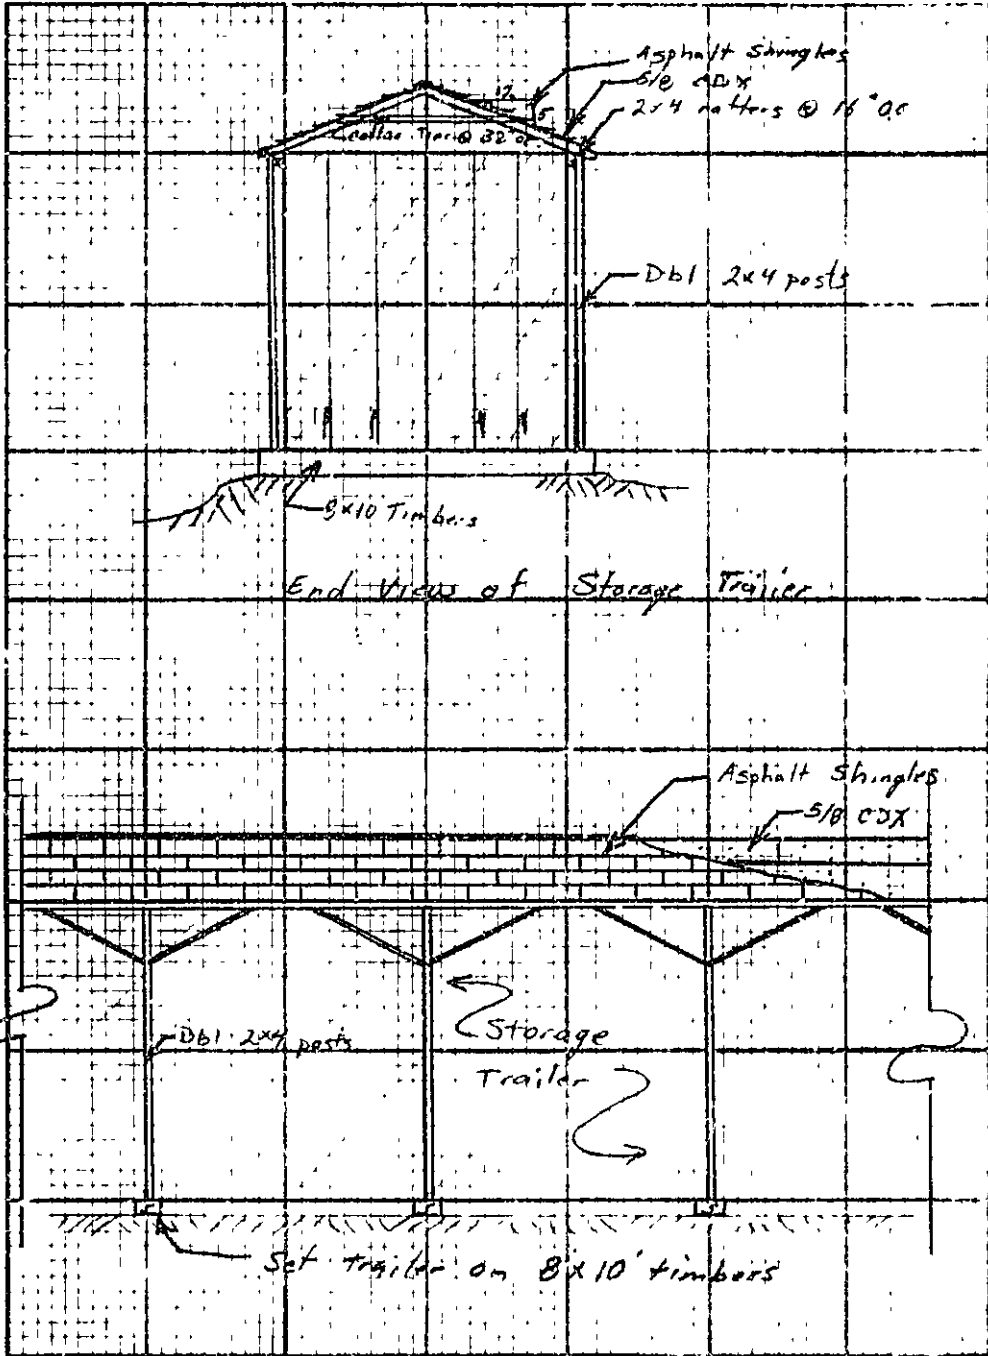 Asphalt Shingles
5/8 CDX
2x4 rafters @ 16" oc
12
5
collar Ties @ 32" oc
Dbl 2x4 posts
8x10 Timbers
End View of Storage Trailer
Asphalt Shingles
5/8 CDX
Dbl 2x4 posts
Storage
Trailer
Set trailer on 8x10 timbers